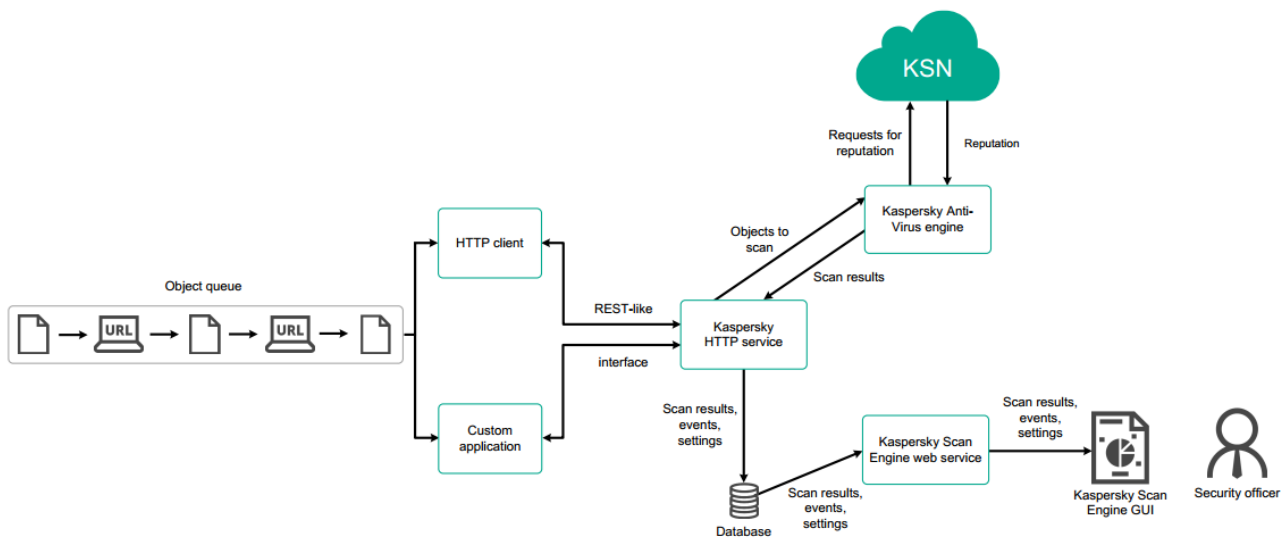 KSN
Requests for
reputation
Reputation
Kaspersky Anti-
Virus engine
Objects to
scan
Scan results
HTTP client
Object queue
URL
URL
REST-like
interface
Kaspersky
HTTP service
Custom
application
Scan results,
events,
settings
Database
Scan results,
events,
settings
Kaspersky Scan
Engine web service
Scan results,
events,
settings
Kaspersky Scan
Engine GUI
Security officer